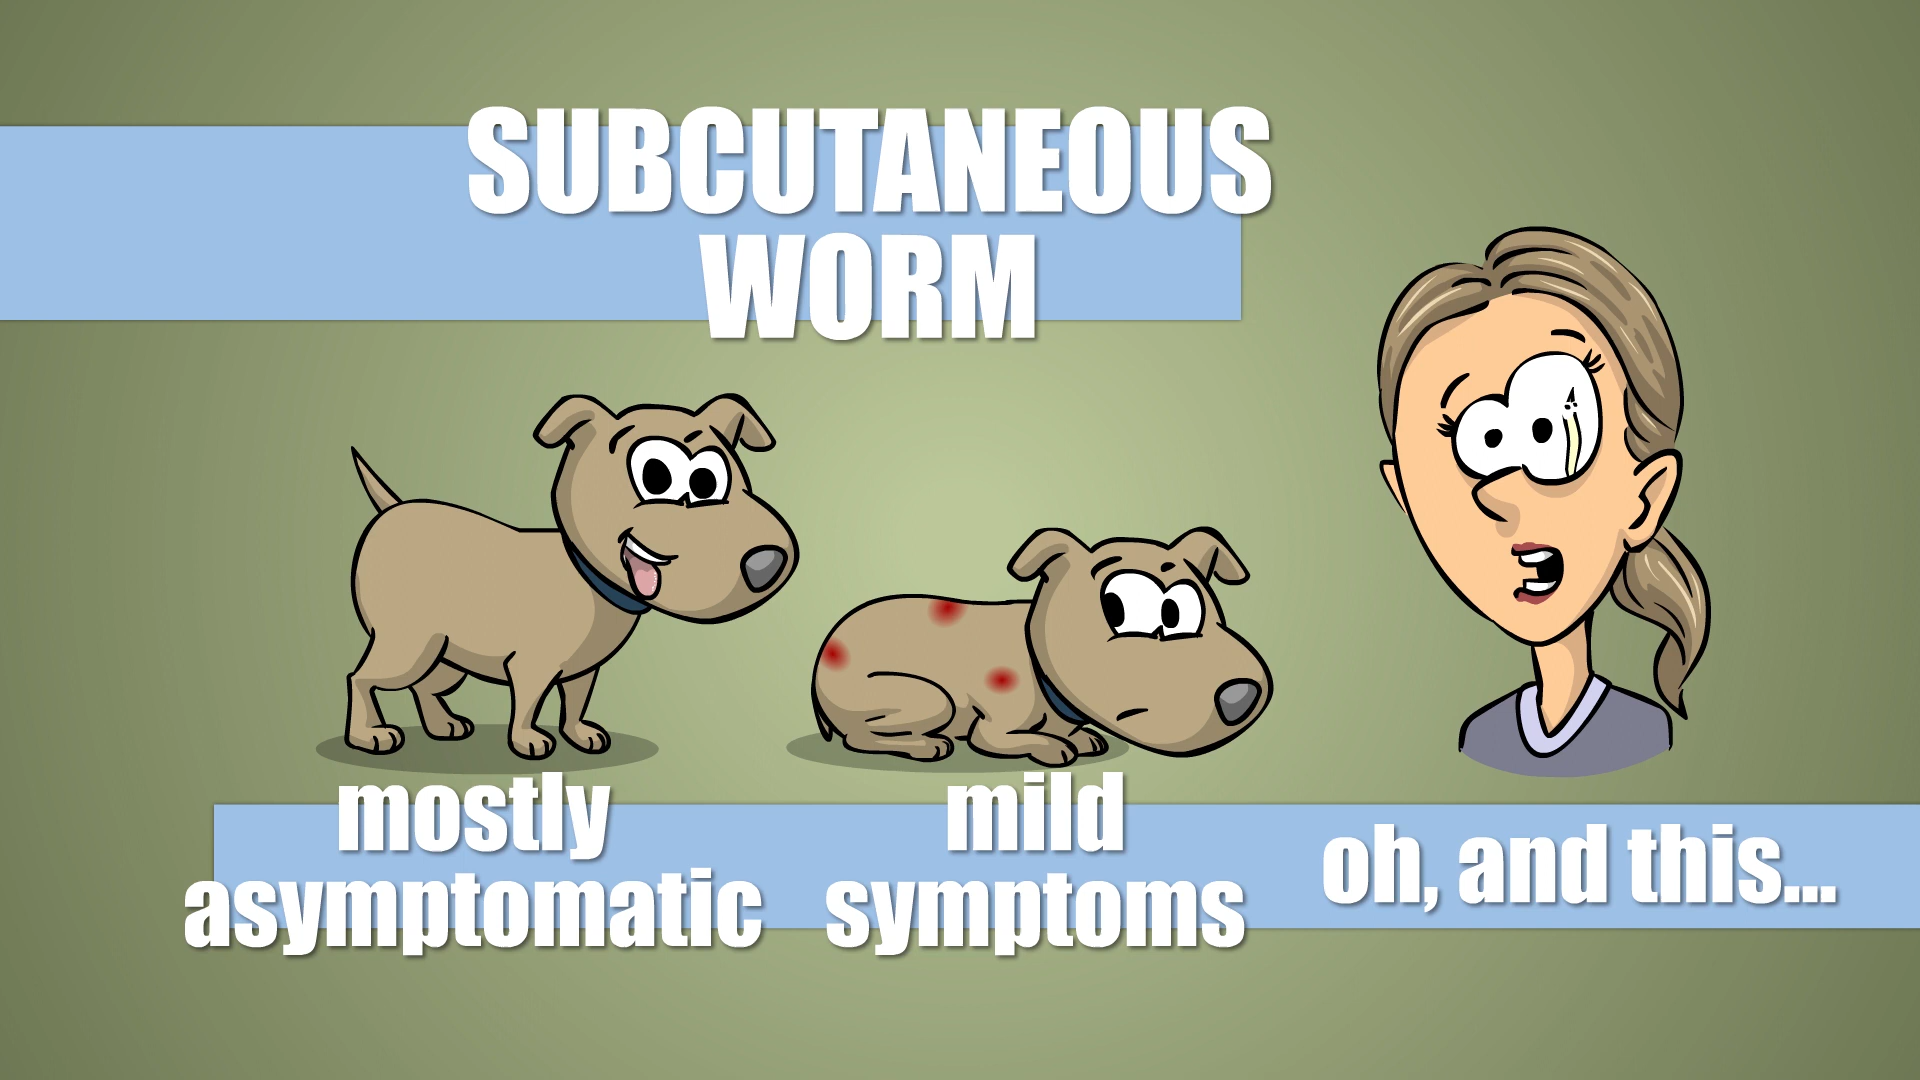 SUBCUTANEOUS
WORM
mostly
asymptomatic
mild
symptoms
oh, and this...